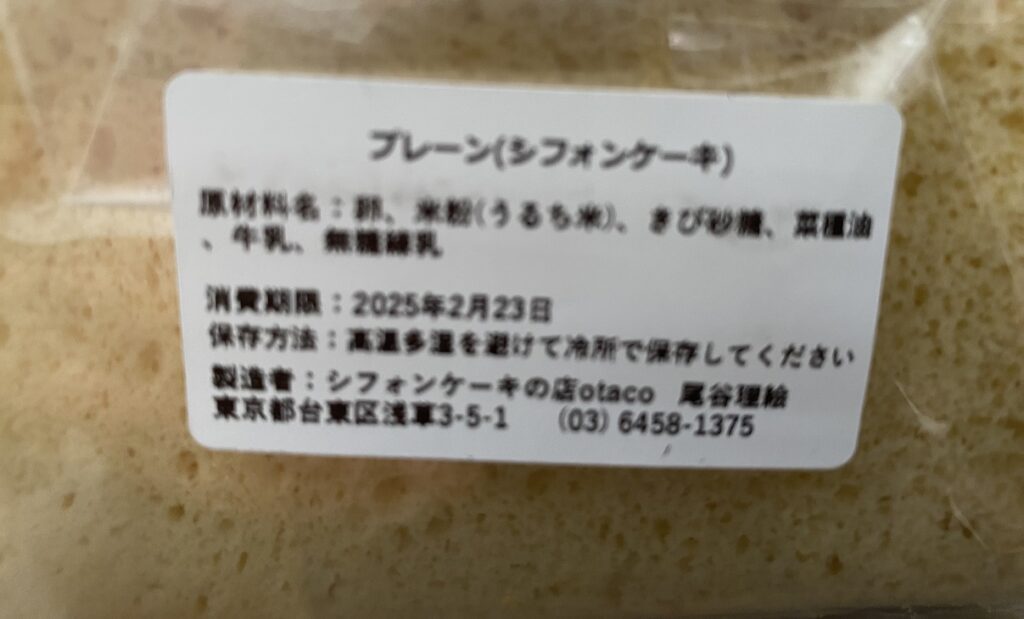 プレーン(シフォンケーキ)
原材料名：卵、米粉(うるち米)、きび砂糖、菜種油
、牛乳、無糖練乳
消費期限：2025年2月23日
保存方法：高温多湿を避けて冷所で保存してください
製造者：シフォンケーキの店otaco　尾谷理絵
東京都台東区浅草3-5-1　(03) 6458-1375